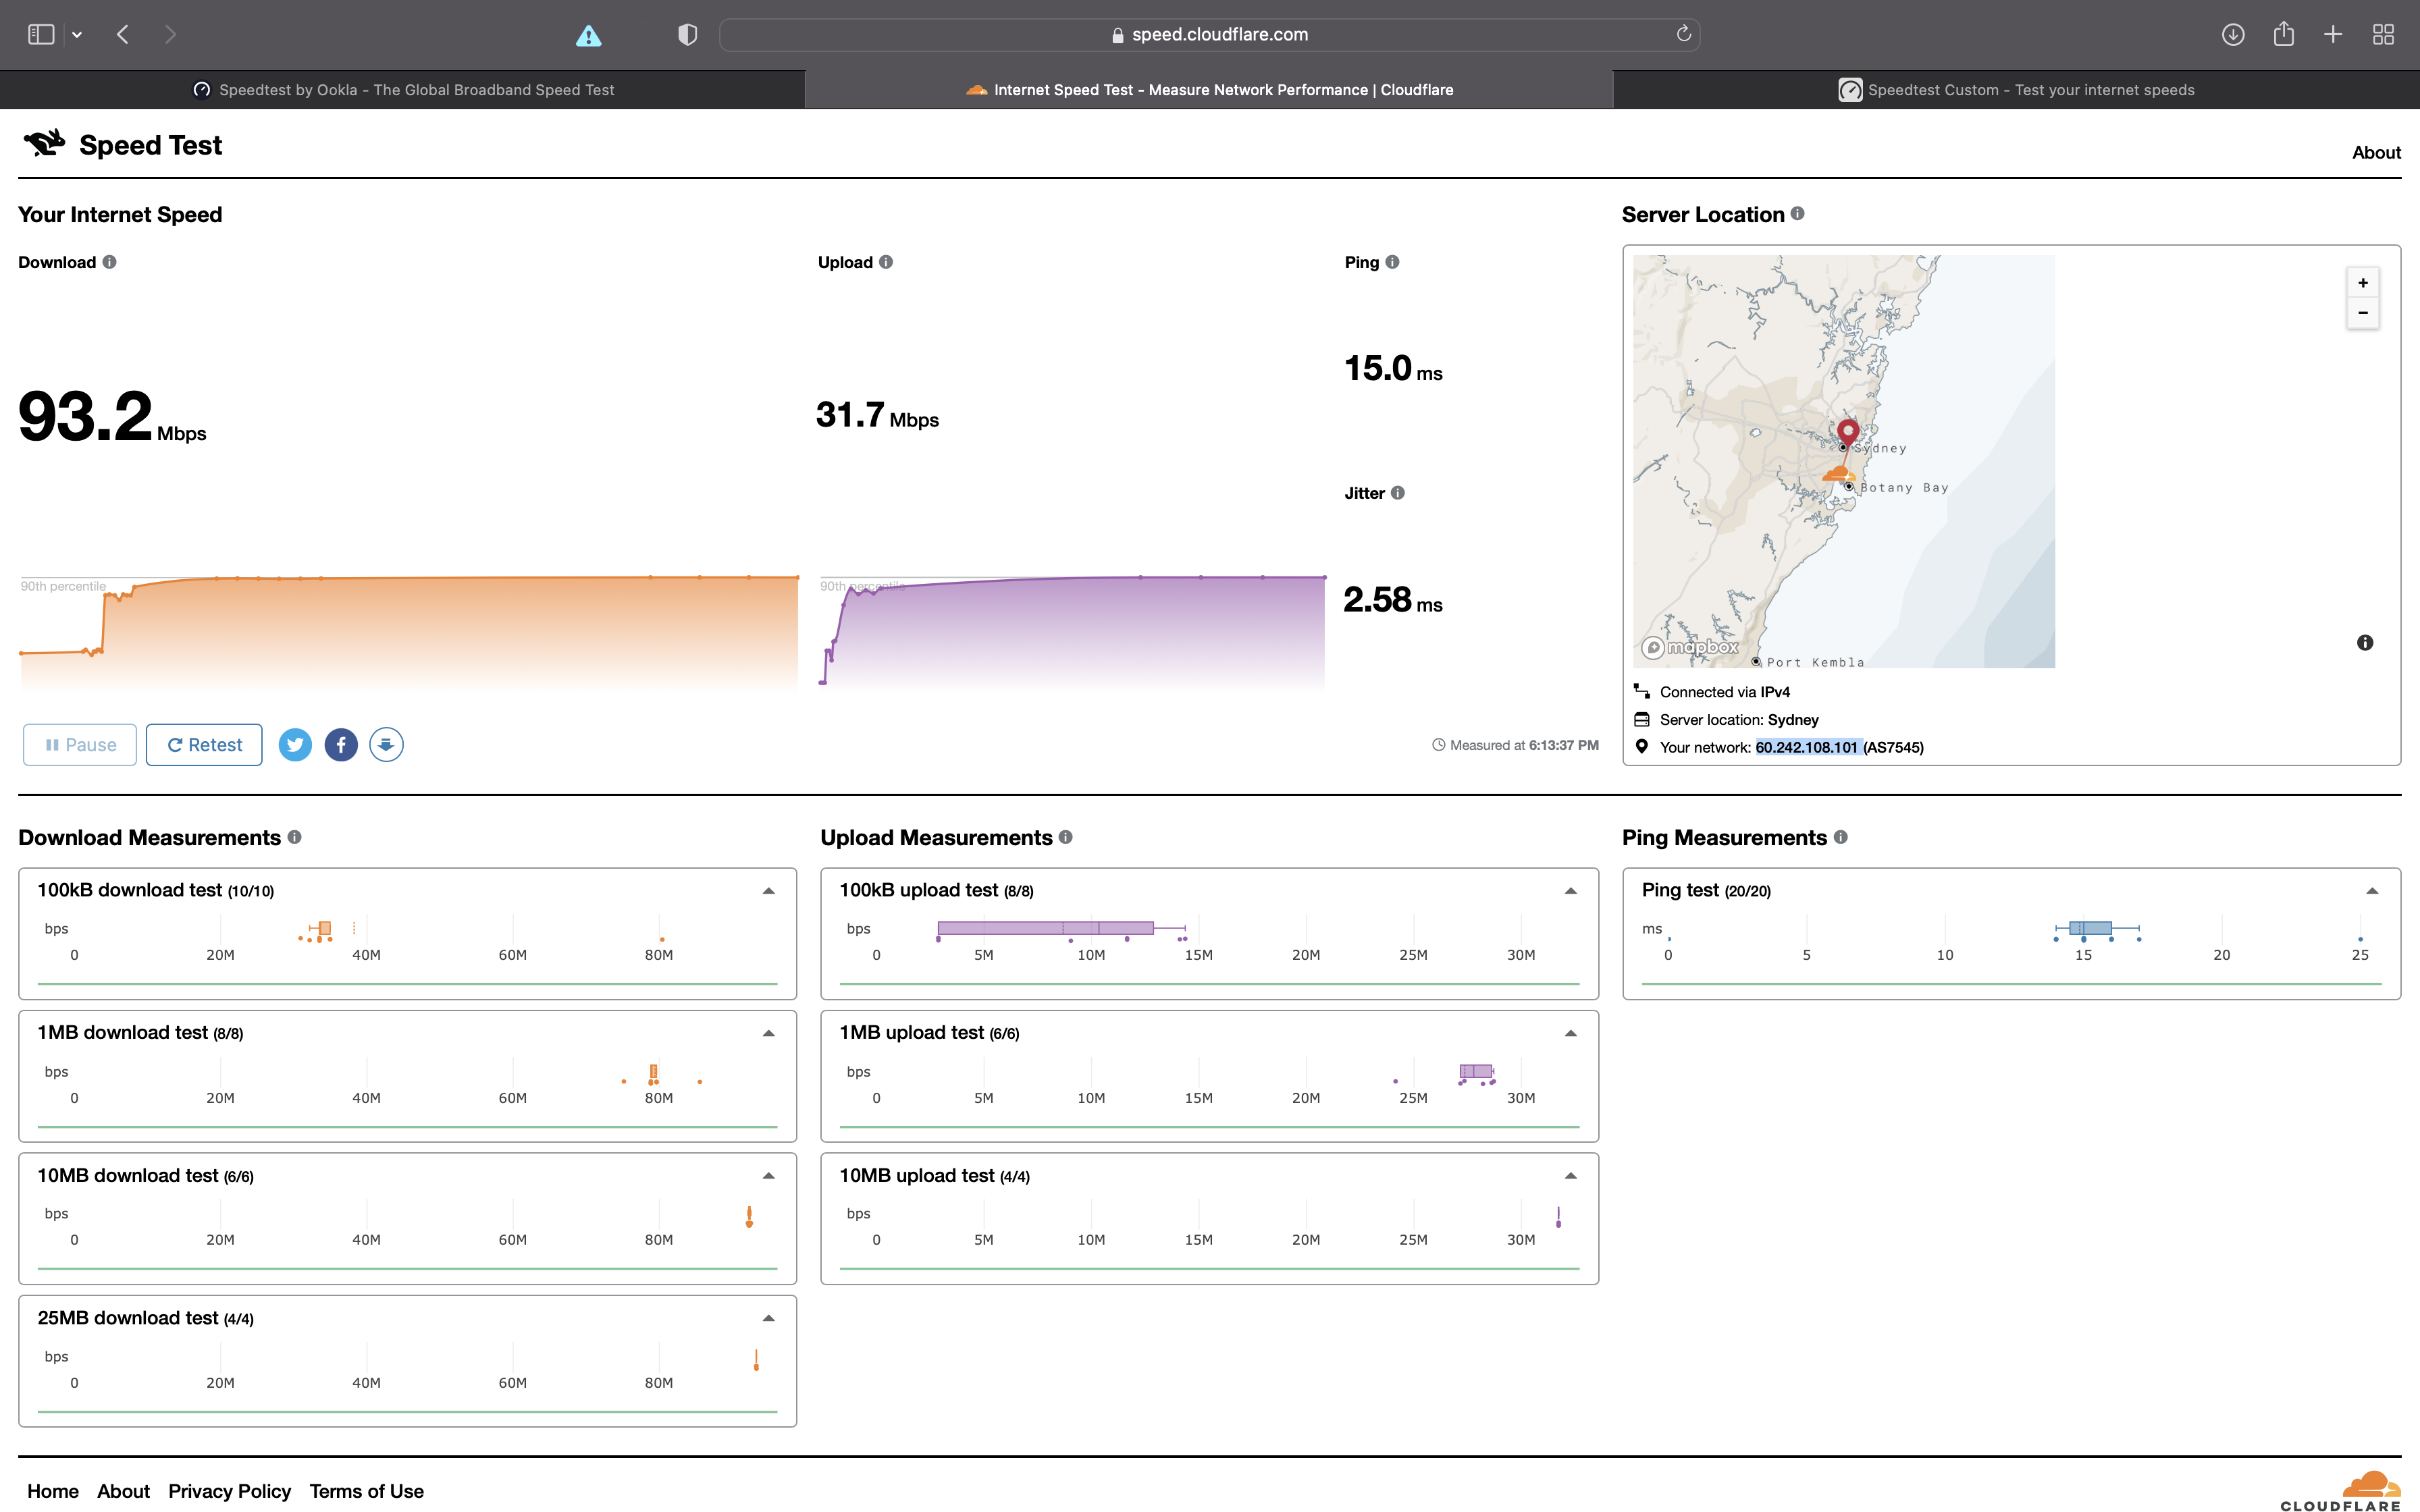 speed.cloudflare.com
Speedtest by Ookla - The Global Broadband Speed Test
Internet Speed Test - Measure Network Performance | Cloudflare
Speedtest Custom - Test your internet speeds
Speed Test
About
Your Internet Speed
Download
Upload
Ping
93.2 Mbps
31.7 Mbps
15.0 ms
Jitter
2.58 ms
90th percentile
90th percentile
Pause
Retest
Measured at 6:13:37 PM
Server Location
+
−
Sydney
Botany Bay
Port Kembla
mapbox
Connected via IPv4
Server location: Sydney
Your network: 60.242.108.101 (AS7545)
Download Measurements
100kB download test (10/10)
bps
0 20M 40M 60M 80M
1MB download test (8/8)
bps
0 20M 40M 60M 80M
10MB download test (6/6)
bps
0 20M 40M 60M 80M
25MB download test (4/4)
bps
0 20M 40M 60M 80M
Upload Measurements
100kB upload test (8/8)
bps
0 5M 10M 15M 20M 25M 30M
1MB upload test (6/6)
bps
0 5M 10M 15M 20M 25M 30M
10MB upload test (4/4)
bps
0 5M 10M 15M 20M 25M 30M
Ping Measurements
Ping test (20/20)
ms
0 5 10 15 20 25
Home About Privacy Policy Terms of Use
CLOUDFLARE